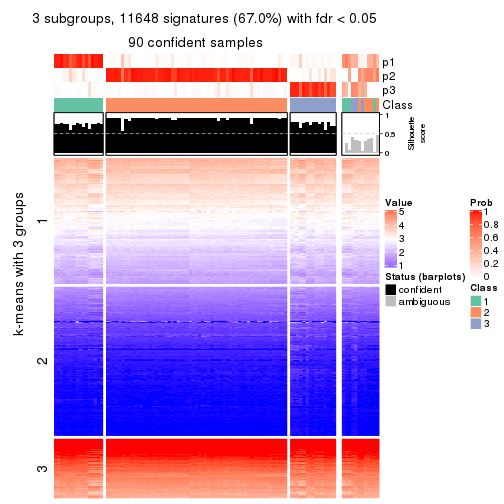 3 subgroups, 11648 signatures (67.0%) with fdr < 0.05
90 confident samples
p1
p2
p3
Class
1
0.5
0
Silhouette
score
k-means with 3 groups
1
2
3
Value
5
4
3
2
1
Status (barplots)
confident
ambiguous
Prob
1
0.8
0.6
0.4
0.2
0
Class
1
2
3